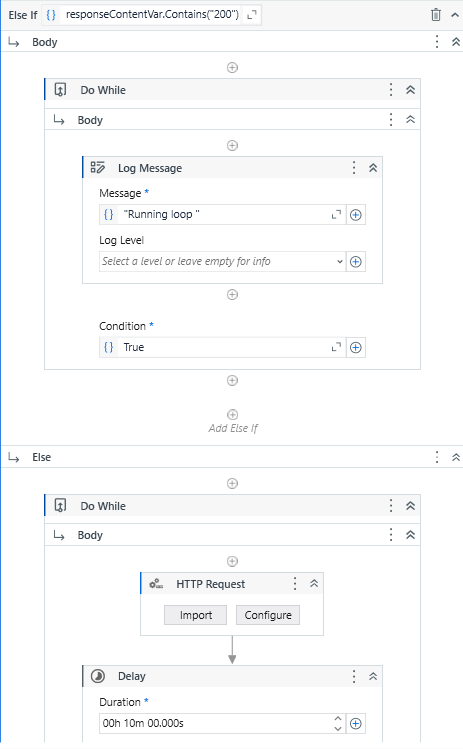 Else If {} responseContentVar.Contains("200")
Body
Do While
Body
Log Message
Message *
{} "Running loop "
Log Level
Select a level or leave empty for info
Condition *
{} True
Add Else If
Else
Do While
Body
HTTP Request
Import Configure
Delay
Duration *
00h 10m 00.000s